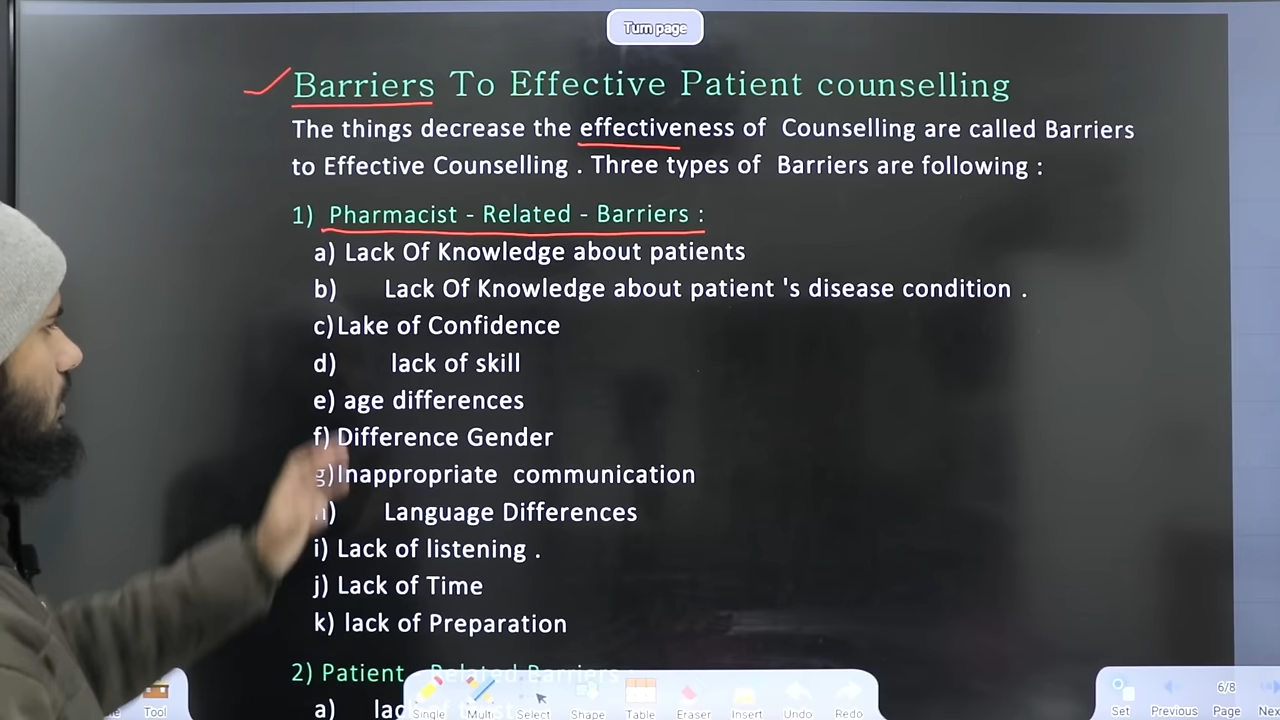 Turn page
Barriers To Effective Patient counselling
The things decrease the effectiveness of Counselling are called Barriers
to Effective Counselling . Three types of Barriers are following :
1) Pharmacist - Related - Barriers :
a) Lack Of Knowledge about patients
b) Lack Of Knowledge about patient 's disease condition .
c) Lake of Confidence
d) lack of skill
e) age differences
f) Difference Gender
g) Inappropriate communication
h) Language Differences
i) Lack of listening .
j) Lack of Time
k) lack of Preparation
2) Patient - Related Barriers
a)
Tool Single Multi Select Shape Table Eraser Insert Undo Redo Set Previous Page
6/8